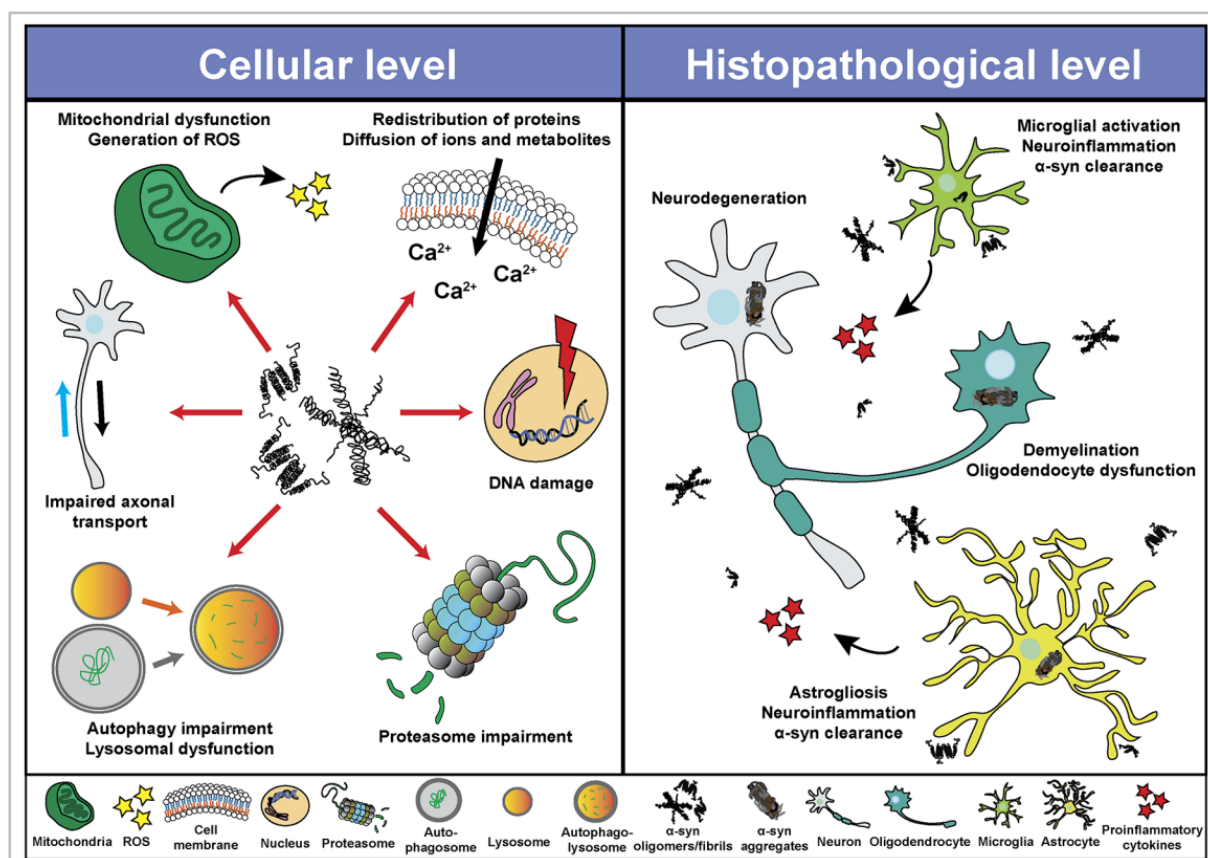 Cellular level
Histopathological level
Mitochondrial dysfunction
Generation of ROS
Redistribution of proteins
Diffusion of ions and metabolites
Ca²⁺
Ca²⁺
Ca²⁺
Impaired axonal
transport
DNA damage
Autophagy impairment
Lysosomal dysfunction
Proteasome impairment
Microglial activation
Neuroinflammation
α-syn clearance
Neurodegeneration
Demyelination
Oligodendocyte dysfunction
Astrogliosis
Neuroinflammation
α-syn clearance
Mitochondria
ROS
Cell
membrane
Nucleus
Proteasome
Auto-
phagosome
Lysosome
Autophago-
lysosome
α-syn
oligomers/fibrils
α-syn
aggregates
Neuron
Oligodendrocyte
Microglia
Astrocyte
Proinflammatory
cytokines